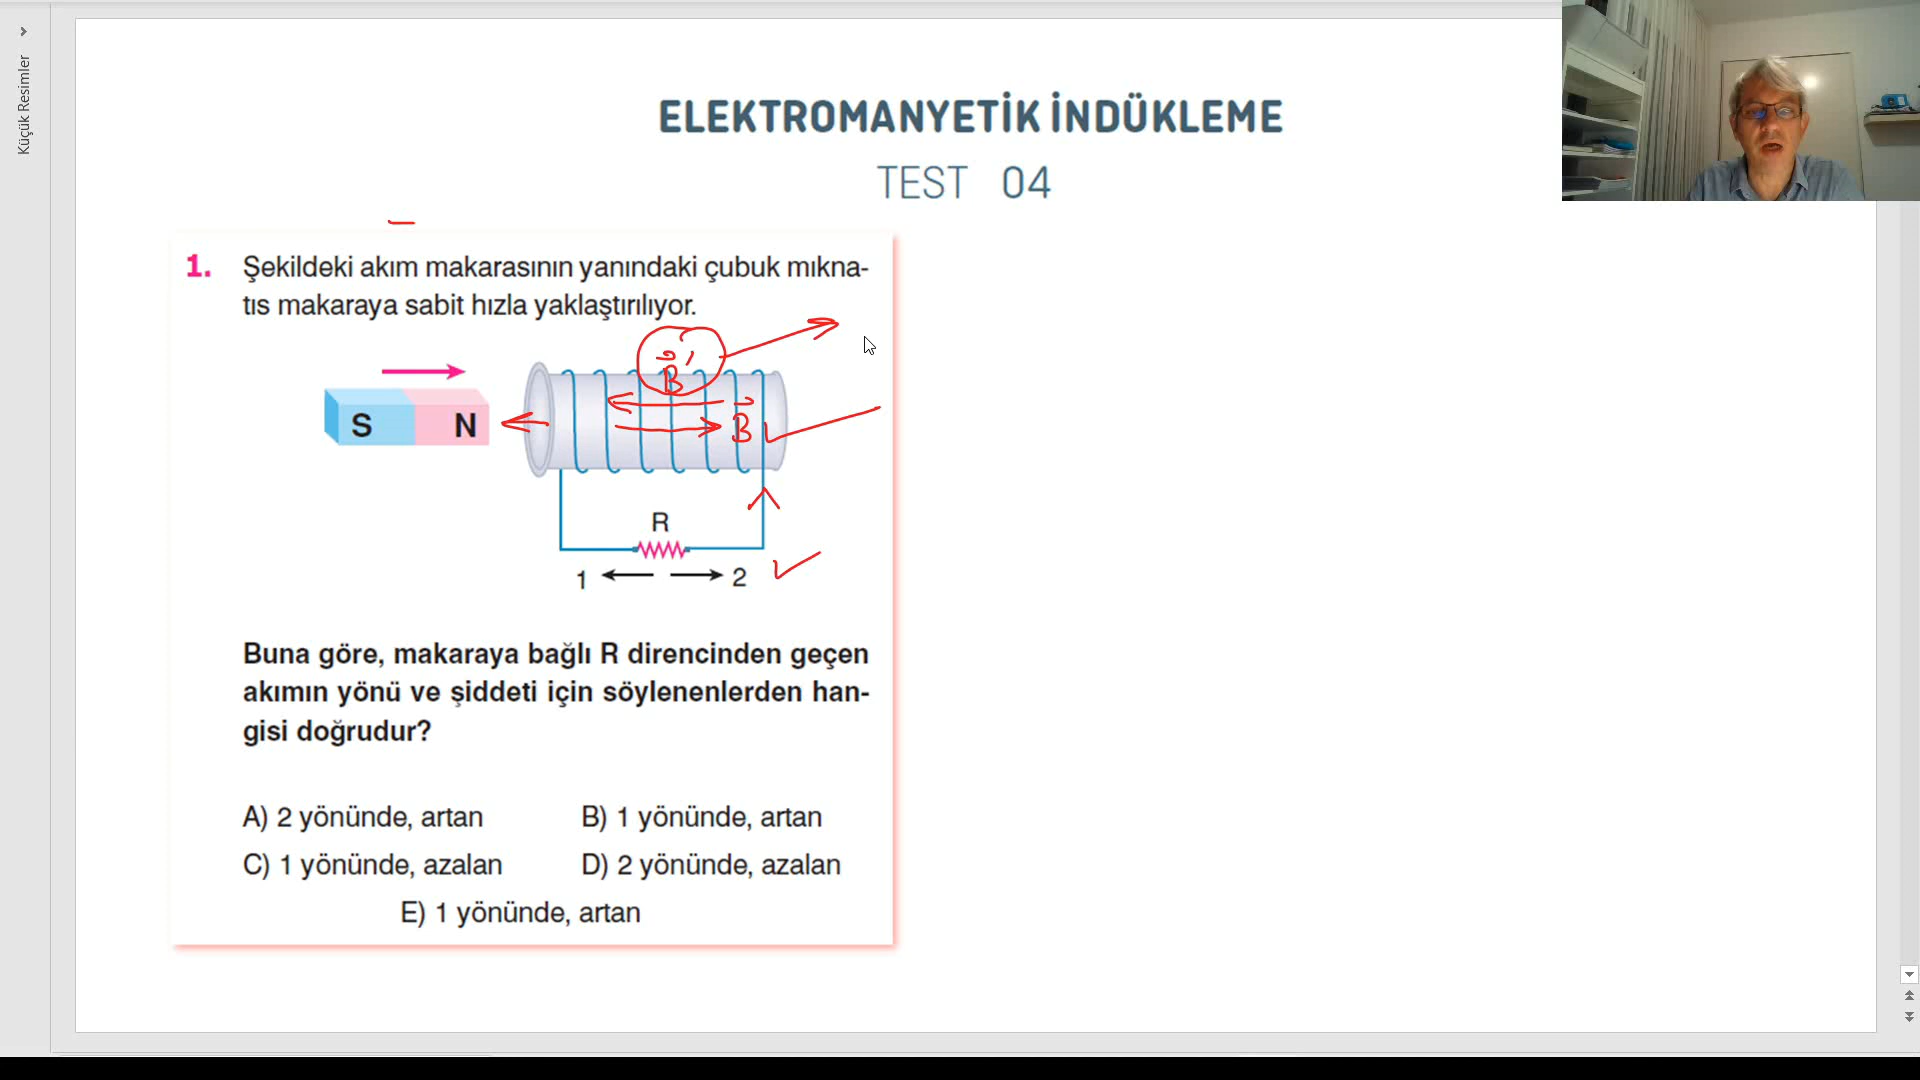 Küçük Resimler
ELEKTROMANYETİK İNDÜKLEME
TEST 04
1. Şekildeki akım makarasının yanındaki çubuk mıkna-
tıs makaraya sabit hızla yaklaştırılıyor.
B'
S N
B
R
1 2
Buna göre, makaraya bağlı R direncinden geçen
akımın yönü ve şiddeti için söylenenlerden han-
gisi doğrudur?
A) 2 yönünde, artan B) 1 yönünde, artan
C) 1 yönünde, azalan D) 2 yönünde, azalan
E) 1 yönünde, artan